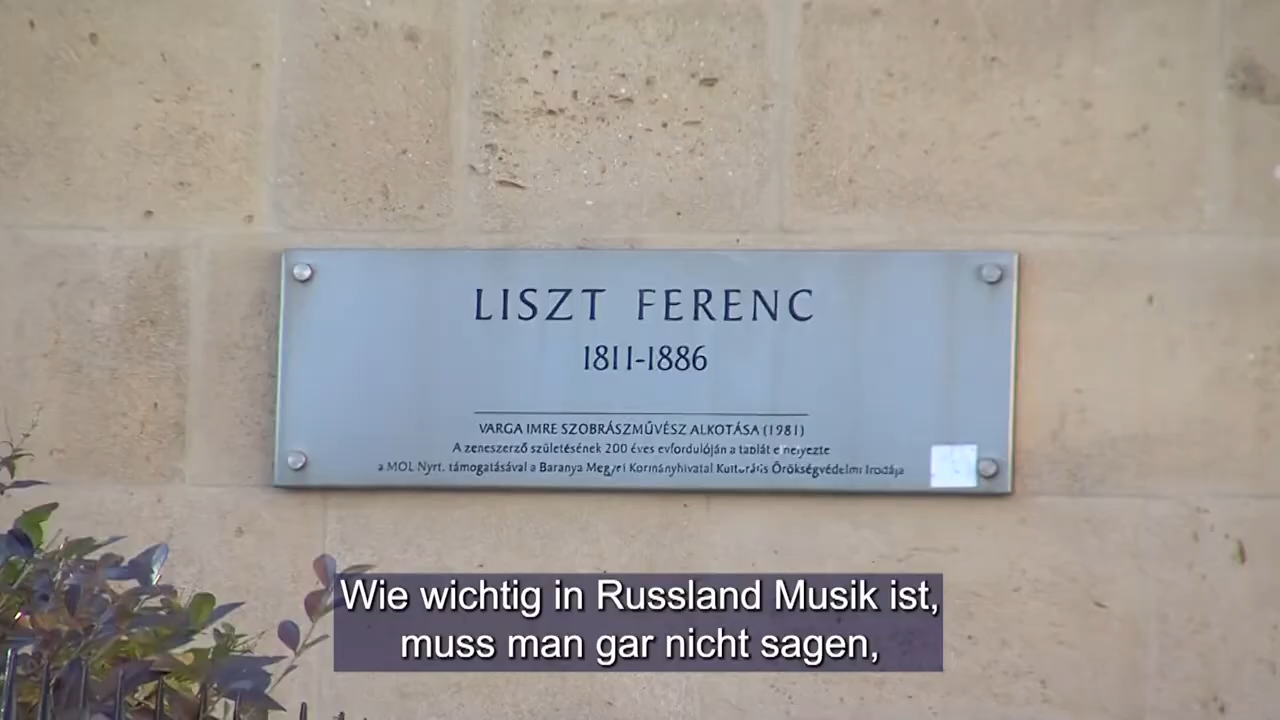 LISZT FERENC
1811-1886
VARGA IMRE SZOBRÁSZMŰVÉSZ ALKOTÁSA (1981)
A zeneszerző születésének 200 éves évfordulóján a táblát elhelyezte
a MOL Nyrt. támogatásával a Baranya Megyei Kormányhivatal Kulturális Örökségvédelmi Irodája
Wie wichtig in Russland Musik ist,
muss man gar nicht sagen,